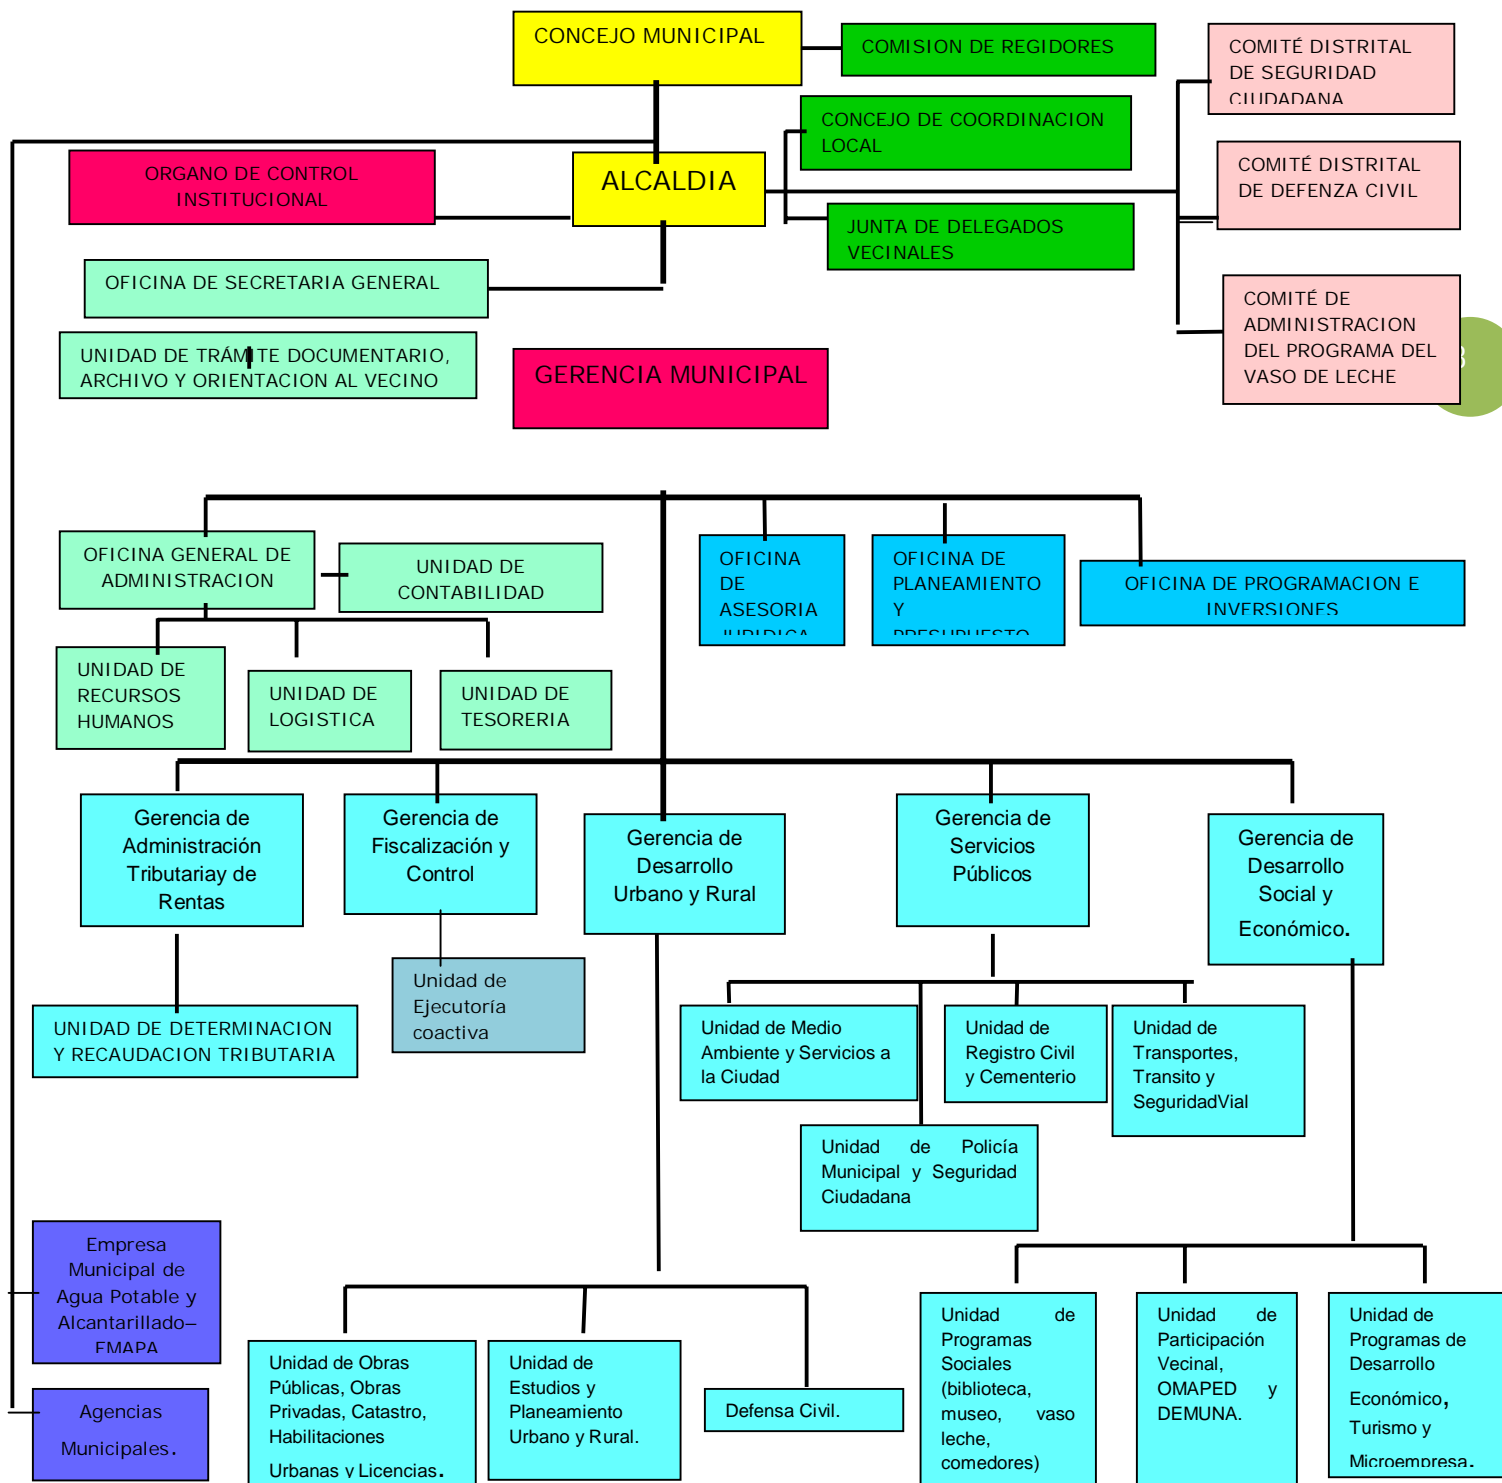 CONCEJO MUNICIPAL
COMISION DE REGIDORES
COMITÉ DISTRITAL
DE SEGURIDAD
CIUDADANA
CONCEJO DE COORDINACION
LOCAL
ORGANO DE CONTROL
INSTITUCIONAL
ALCALDIA
COMITÉ DISTRITAL
DE DEFENZA CIVIL
JUNTA DE DELEGADOS
VECINALES
OFICINA DE SECRETARIA GENERAL
COMITÉ DE
ADMINISTRACION
DEL PROGRAMA DEL
VASO DE LECHE
UNIDAD DE TRÁMITE DOCUMENTARIO,
ARCHIVO Y ORIENTACION AL VECINO
GERENCIA MUNICIPAL
OFICINA GENERAL DE
ADMINISTRACION
UNIDAD DE
CONTABILIDAD
OFICINA
DE
ASESORIA
JURIDICA
OFICINA DE
PLANEAMIENTO
Y
PRESUPUESTO
OFICINA DE PROGRAMACION E
INVERSIONES
UNIDAD DE
RECURSOS
HUMANOS
UNIDAD DE
LOGISTICA
UNIDAD DE
TESORERIA
Gerencia de
Administración
Tributariay de
Rentas
Gerencia de
Fiscalización y
Control
Gerencia de
Desarrollo
Urbano y Rural
Gerencia de
Servicios
Públicos
Gerencia de
Desarrollo
Social y
Económico.
UNIDAD DE DETERMINACION
Y RECAUDACION TRIBUTARIA
Unidad de
Ejecutoría
coactiva
Unidad de Medio
Ambiente y Servicios a
la Ciudad
Unidad de
Registro Civil
y Cementerio
Unidad de
Transportes,
Transito y
SeguridadVial
Unidad de Policía
Municipal y Seguridad
Ciudadana
Empresa
Municipal de
Agua Potable y
Alcantarillado–
EMAPA
Agencias
Municipales.
Unidad de Obras
Públicas, Obras
Privadas, Catastro,
Habilitaciones
Urbanas y Licencias.
Unidad de
Estudios y
Planeamiento
Urbano y Rural.
Defensa Civil.
Unidad de
Programas
Sociales
(biblioteca,
museo, vaso
leche,
comedores)
Unidad de
Participación
Vecinal,
OMAPED y
DEMUNA.
Unidad de
Programas de
Desarrollo
Económico,
Turismo y
Microempresa.